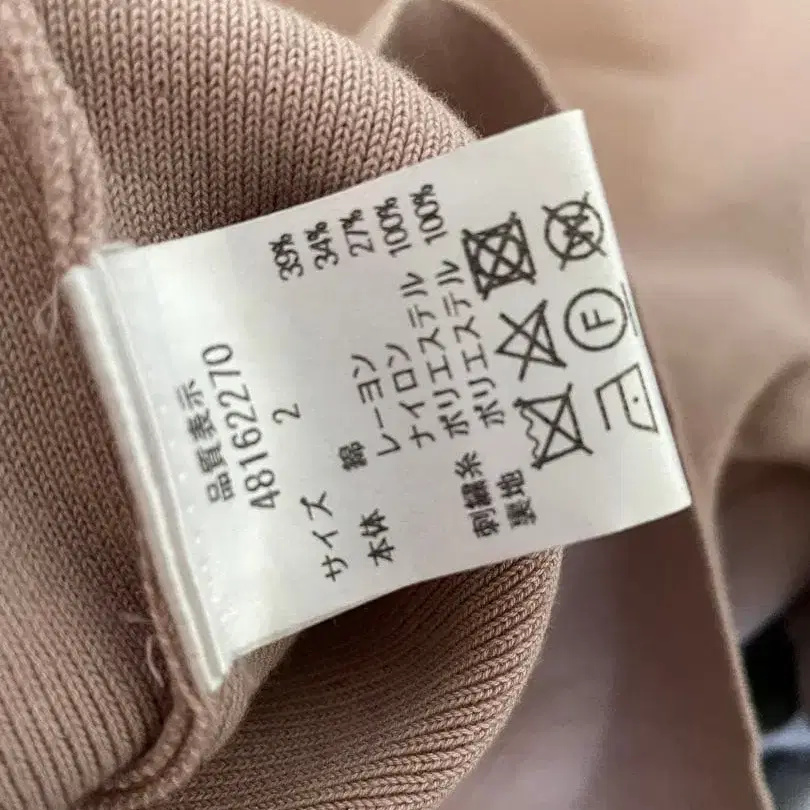 品質表示
48162270
サイズ 2
本体 綿 39%
レーヨン 34%
ナイロン 27%
刺繍糸 ポリエステル 100%
裏地 ポリエステル 100%
F
W